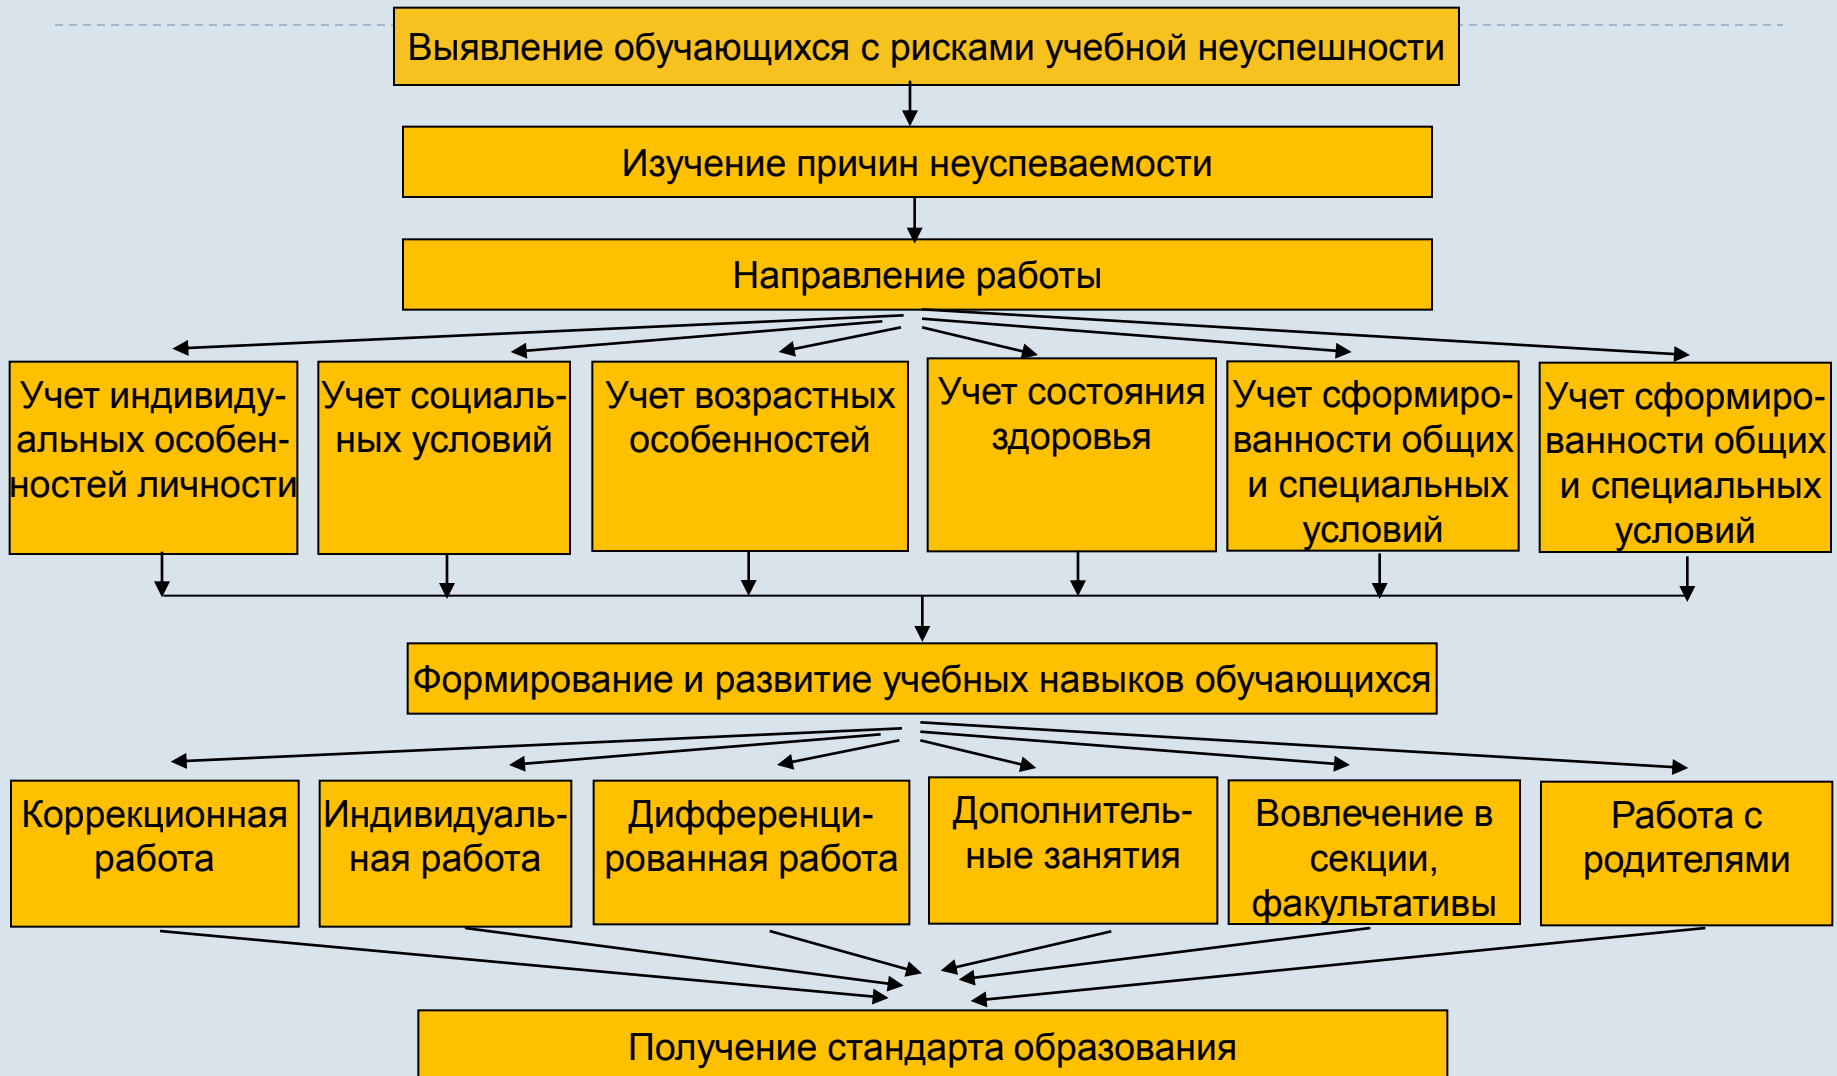 Выявление обучающихся с рисками учебной неуспешности
Изучение причин неуспеваемости
Направление работы
Учет индивиду-
альных особен-
ностей личности
Учет социаль-
ных условий
Учет возрастных
особенностей
Учет состояния
здоровья
Учет сформиро-
ванности общих
и специальных
условий
Учет сформиро-
ванности общих
и специальных
условий
Формирование и развитие учебных навыков обучающихся
Коррекционная
работа
Индивидуаль-
ная работа
Дифференци-
рованная работа
Дополнитель-
ные занятия
Вовлечение в
секции,
факультативы
Работа с
родителями
Получение стандарта образования